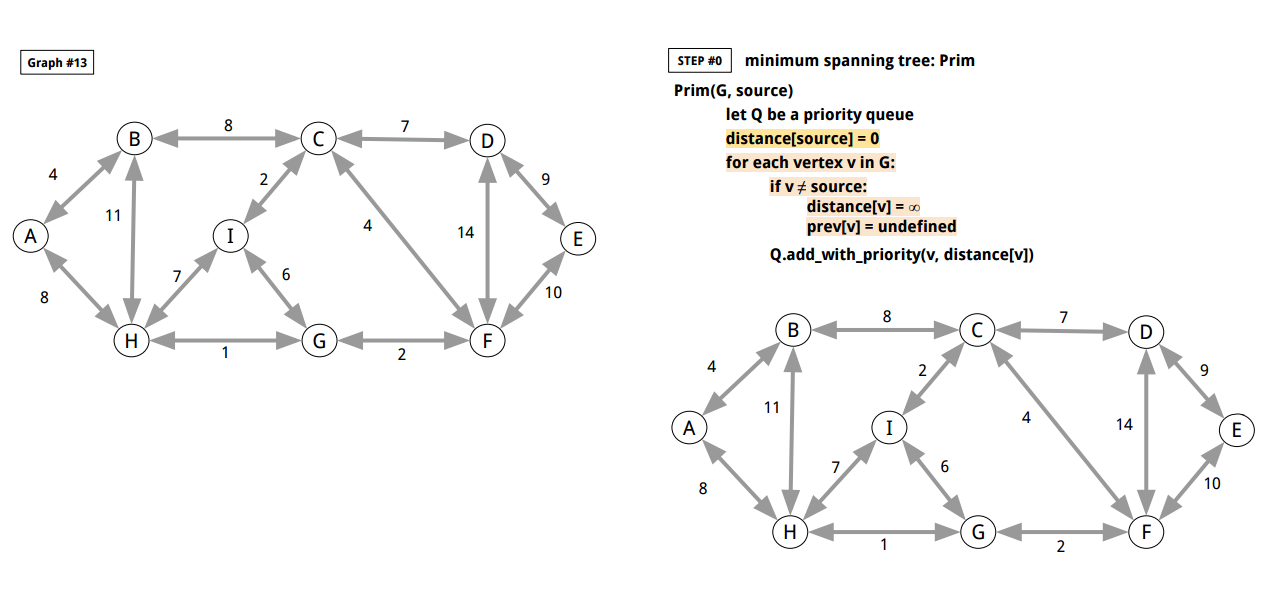 Graph #13
B 8 C 7 D
4 2 9
11 4 14
A I E
7 6
8 10
H 1 G 2 F
STEP #0 minimum spanning tree: Prim
Prim(G, source)
let Q be a priority queue
distance[source] = 0
for each vertex v in G:
if v ≠ source:
distance[v] = ∞
prev[v] = undefined
Q.add_with_priority(v, distance[v])
B 8 C 7 D
4 2 9
11 4 14
A I E
7 6
8 10
H 1 G 2 F